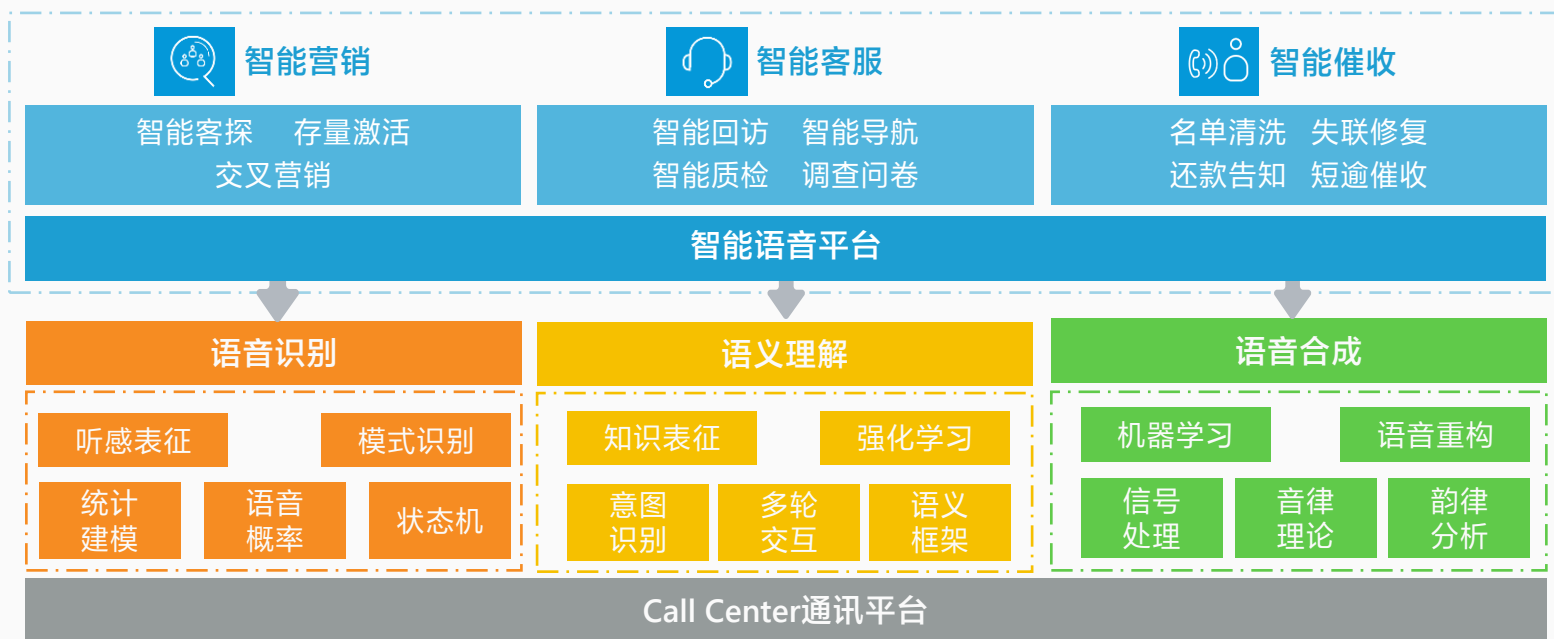 智能营销
智能客服
智能催收
智能客探 存量激活
交叉营销
智能回访 智能导航
智能质检 调查问卷
名单清洗 失联修复
还款告知 短逾催收
智能语音平台
语音识别
语义理解
语音合成
听感表征
模式识别
统计
建模
语音
概率
状态机
知识表征
强化学习
意图
识别
多轮
交互
语义
框架
机器学习
语音重构
信号
处理
音律
理论
韵律
分析
Call Center通讯平台